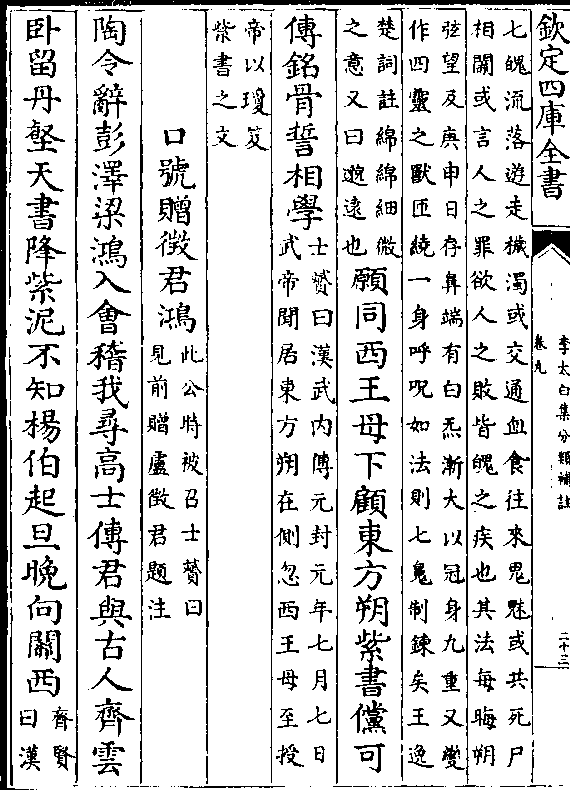 欽定四庫全書
李太白集分類補註
卷九
二十三
七魄流落遊走穢濁或交通血食往來鬼魅或共死尸
相關或言人之罪欲人之敗皆魄之疾也其法每晦朔
弦望及庚申日存鼻端有白炁漸大以冠身九重又變
作四靈之獸匝繞一身呼呪如法則七鬼制鍊矣王逸
楚詞註綿綿細微
之意又曰邈遠也
願同西王母下顧東方朔紫書儻可
傳銘骨誓相學
士贇曰漢武内傳元封元年七月七日
武帝聞居東方朔在側忽西王母至授
帝以瓊笈
紫書之文
口號贈徵君鴻
此公時被召士贇曰
見前贈盧徵君題注
陶令辭彭澤梁鴻入會稽我尋高士傳君與古人齊雲
卧留丹壑天書降紫泥不知楊伯起旦晚向關西
齊賢
曰漢